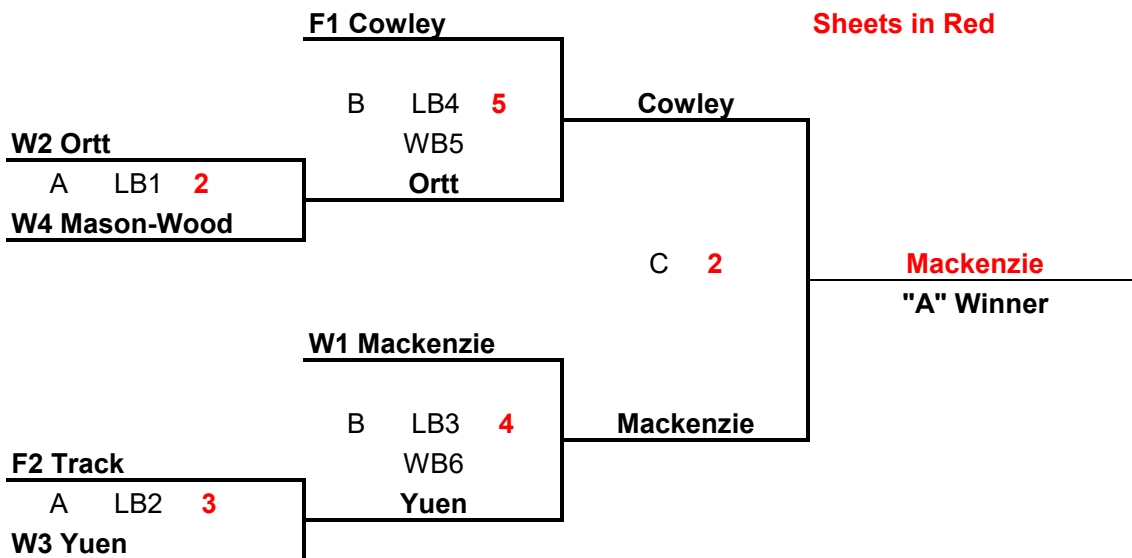 F1 Cowley
Sheets in Red
B LB4 5
Cowley
W2 Ortt
WB5
A LB1 2
Ortt
W4 Mason-Wood
C 2
Mackenzie
"A" Winner
W1 Mackenzie
B LB3 4
Mackenzie
F2 Track
WB6
A LB2 3
Yuen
W3 Yuen